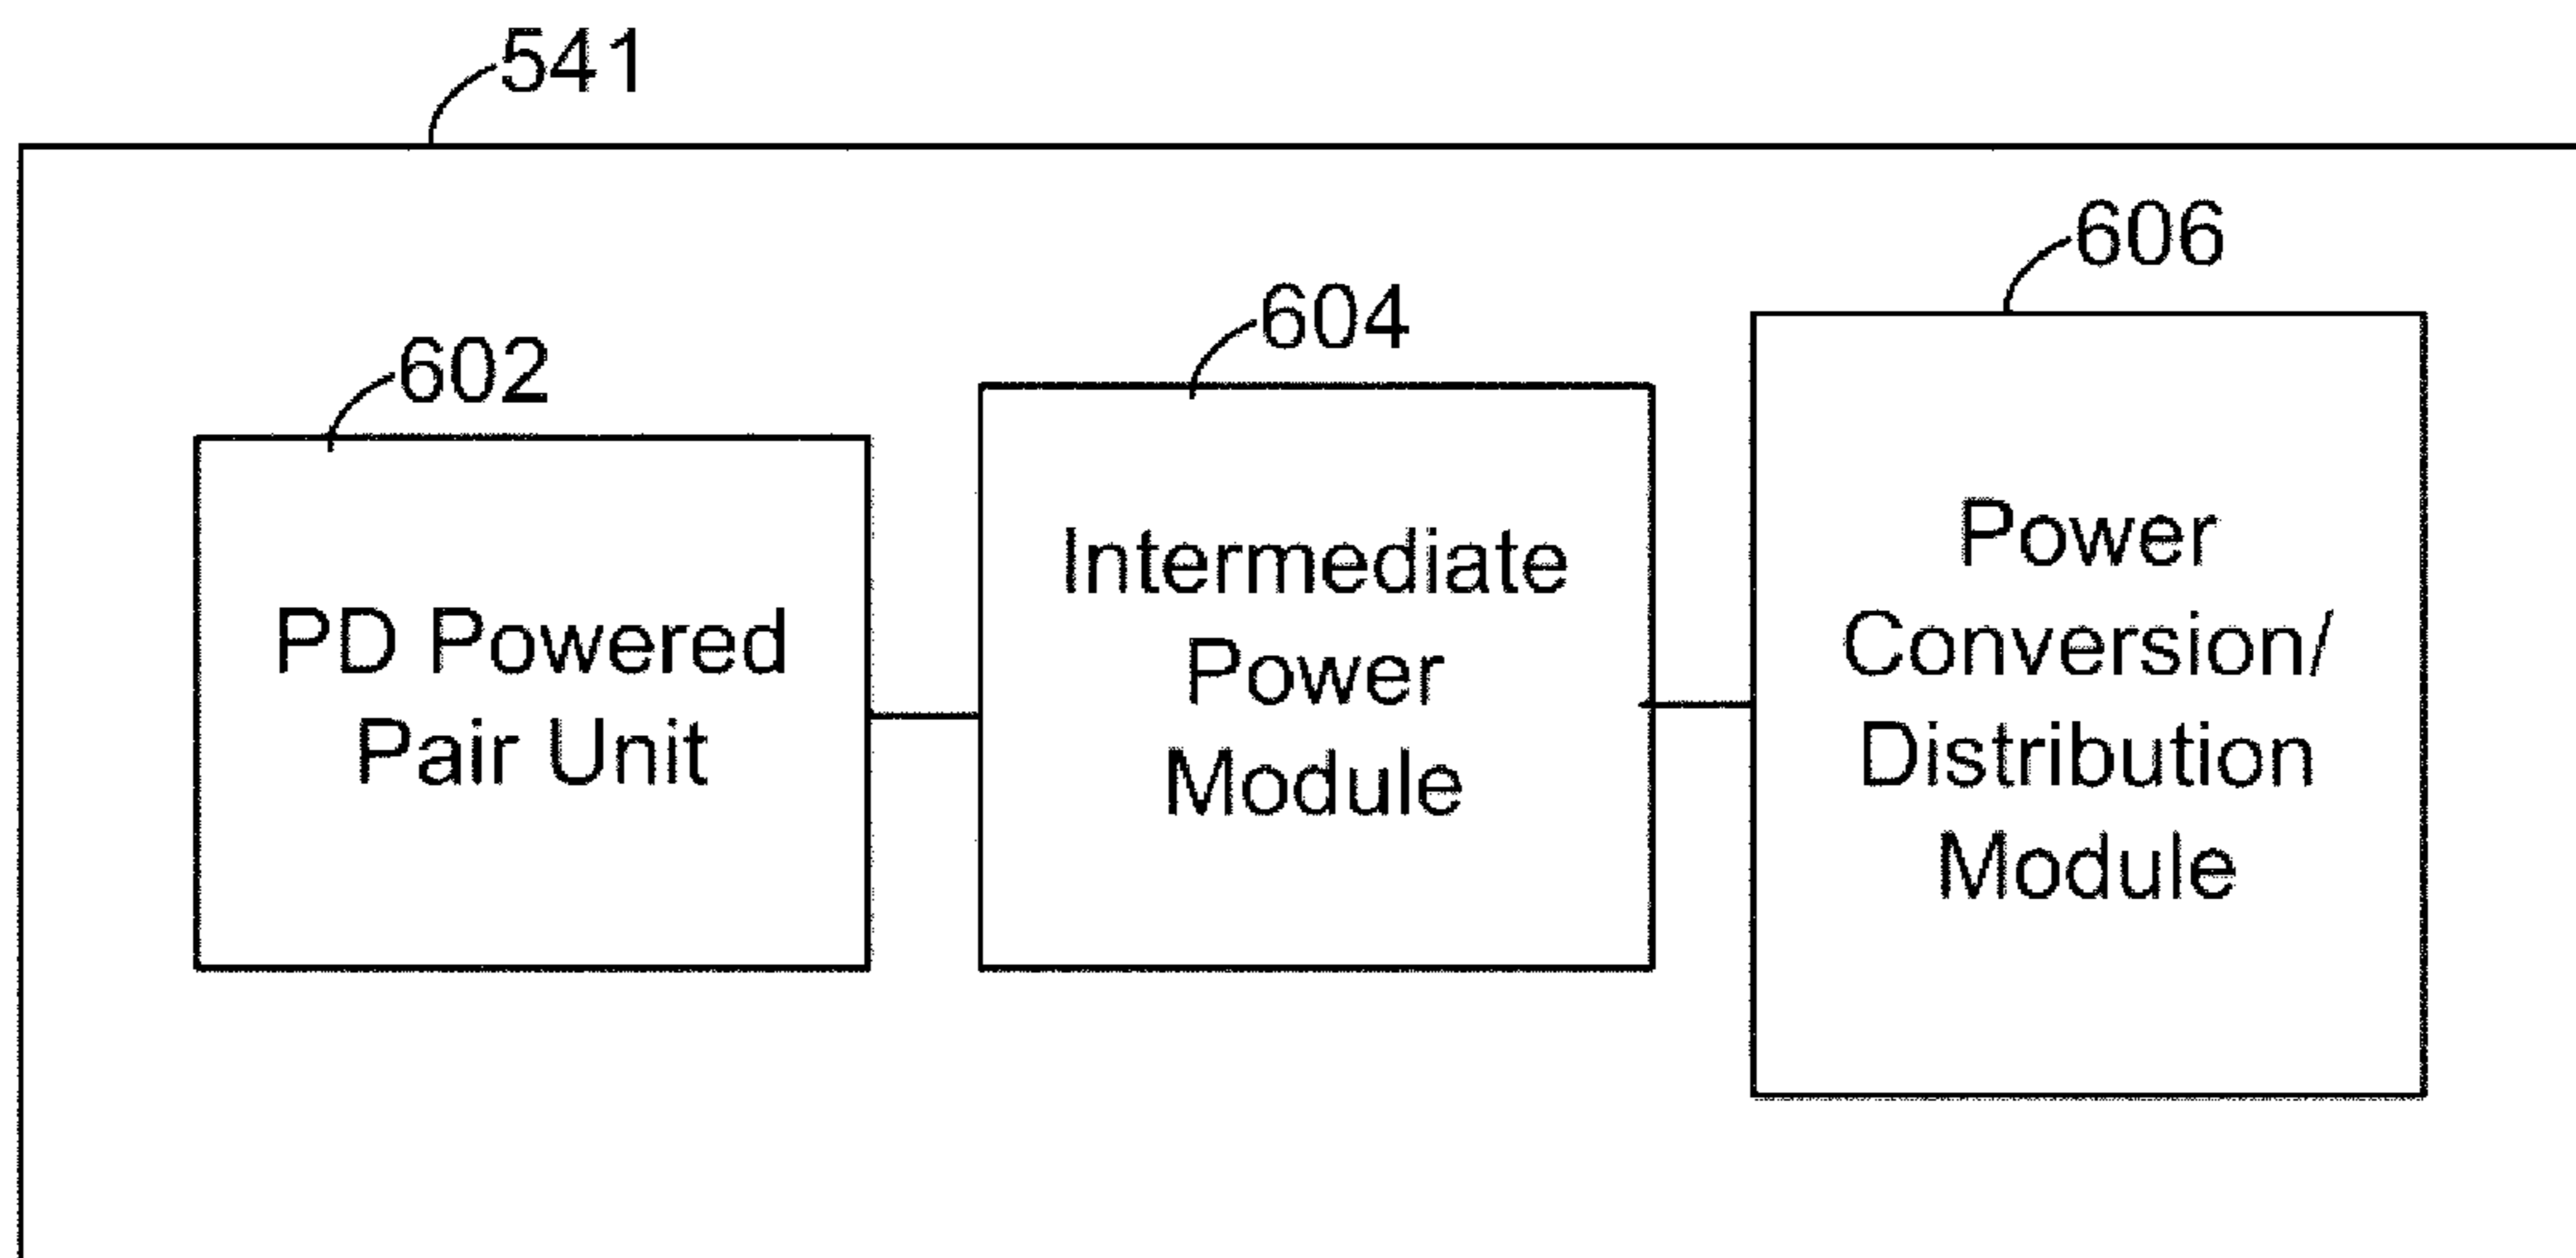 541
606
604
602
PD Powered
Pair Unit
Intermediate
Power
Module
Power
Conversion/
Distribution
Module